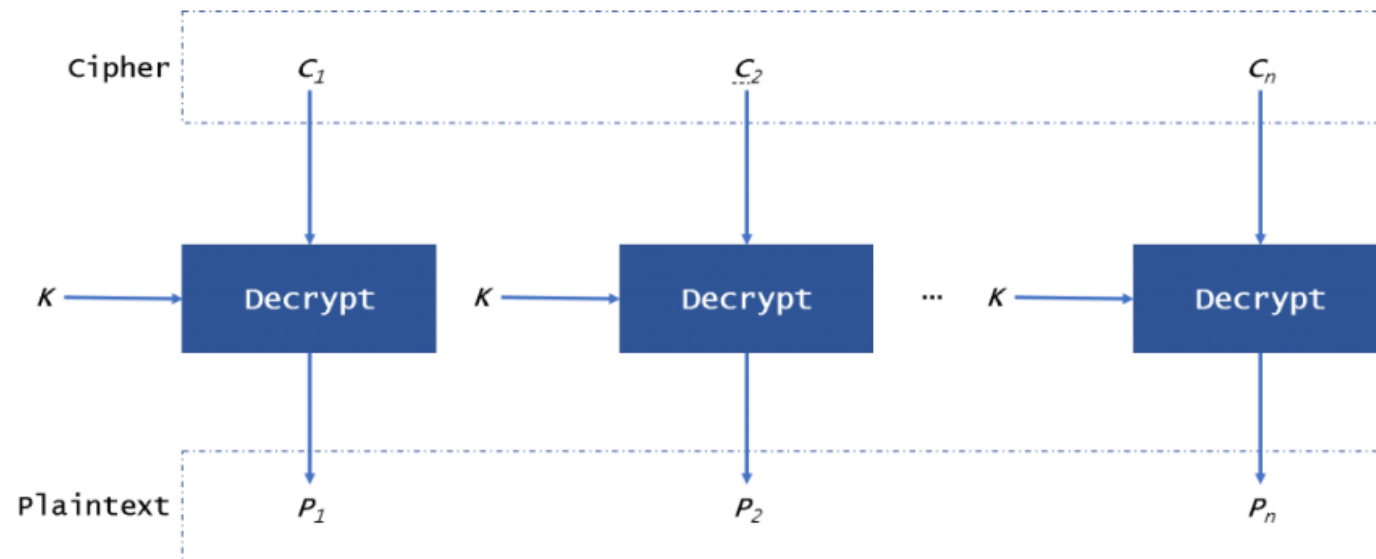 Cipher C1 C2 Cn
K Decrypt K Decrypt ... K Decrypt
Plaintext P1 P2 Pn